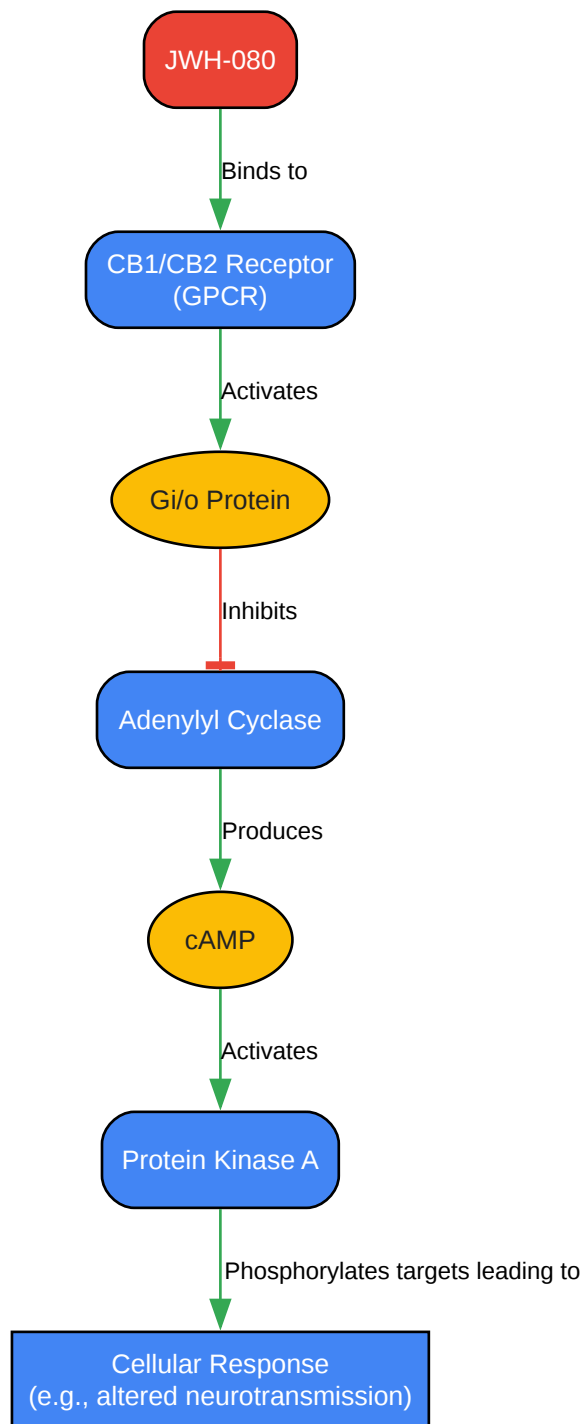 JWH-080
Binds to
CB1/CB2 Receptor
(GPCR)
Activates
Gi/o Protein
Inhibits
Adenylyl Cyclase
Produces
cAMP
Activates
Protein Kinase A
Phosphorylates targets leading to
Cellular Response
(e.g., altered neurotransmission)